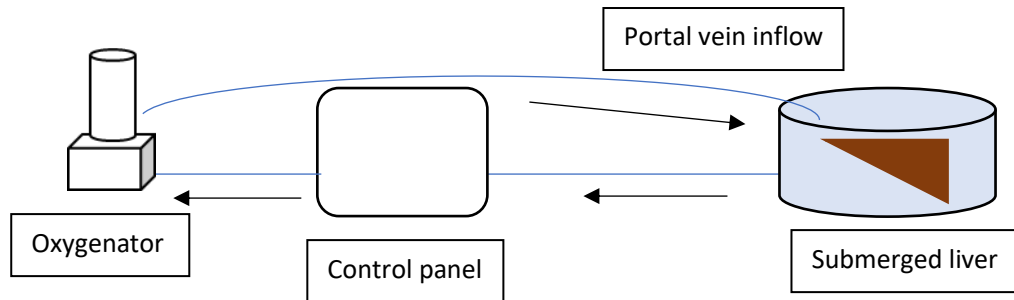 Portal vein inflow
Oxygenator
Control panel
Submerged liver